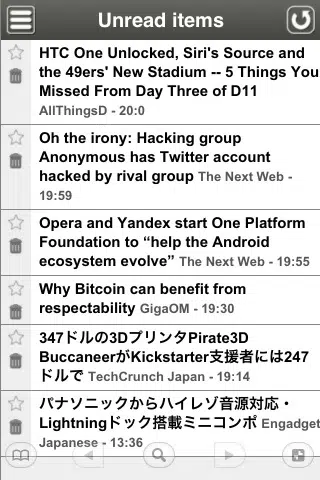 Unread items
HTC One Unlocked, Siri's Source and
the 49ers' New Stadium -- 5 Things You
Missed From Day Three of D11
AllThingsD - 20:0
Oh the irony: Hacking group
Anonymous has Twitter account
hacked by rival group The Next Web -
19:59
Opera and Yandex start One Platform
Foundation to “help the Android
ecosystem evolve” The Next Web - 19:55
Why Bitcoin can benefit from
respectability GigaOM - 19:30
347ドルの3DプリンタPirate3D
BuccaneerがKickstarter支援者には247
ドルで TechCrunch Japan - 19:14
パナソニックからハイレゾ音源対応・
Lightningドック搭載ミニコンポ Engadget
Japanese - 13:36